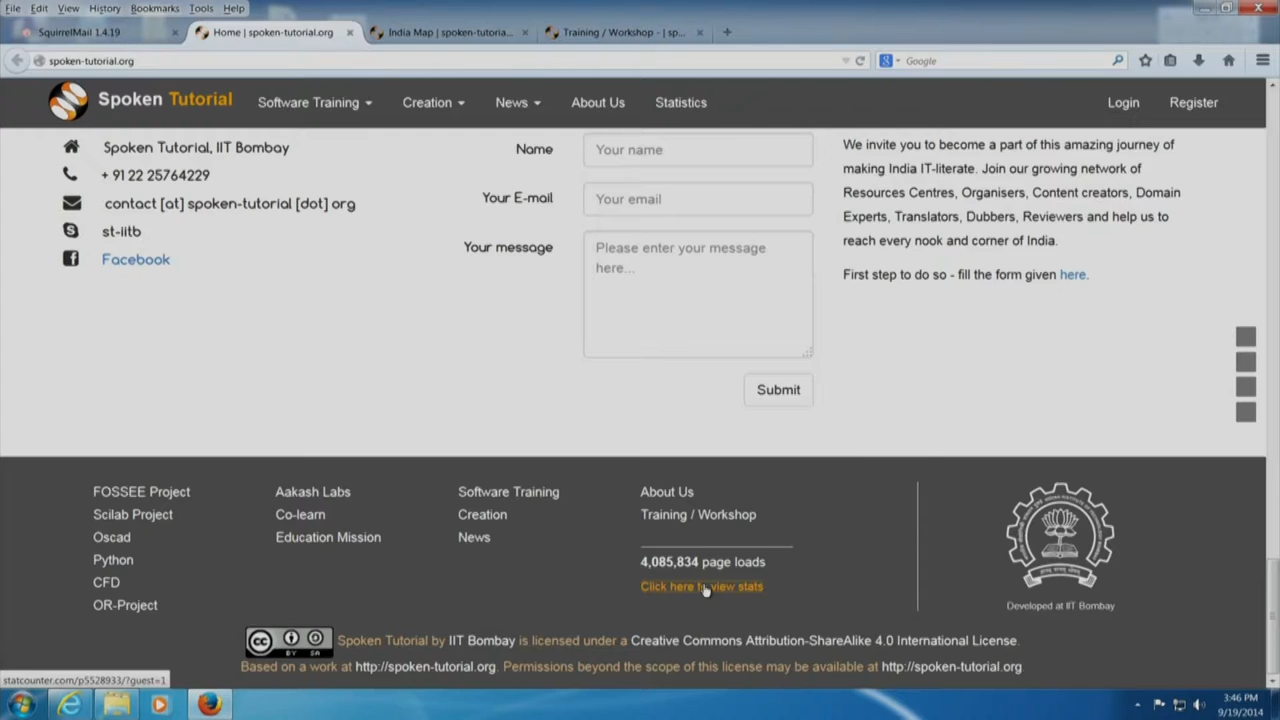 File Edit View History Bookmarks Tools Help
SquirrelMail 1.4.19
Home | spoken-tutorial.org
India Map | spoken-tutoria...
Training / Workshop - | sp...
spoken-tutorial.org
Google
Spoken Tutorial
Software Training
Creation
News
About Us
Statistics
Login
Register
Spoken Tutorial, IIT Bombay
+ 91 22 25764229
contact [at] spoken-tutorial [dot] org
st-iitb
Facebook
Name
Your name
Your E-mail
Your email
Your message
Please enter your message
here...
Submit
We invite you to become a part of this amazing journey of
making India IT-literate. Join our growing network of
Resources Centres, Organisers, Content creators, Domain
Experts, Translators, Dubbers, Reviewers and help us to
reach every nook and corner of India.
First step to do so - fill the form given here.
FOSSEE Project
Scilab Project
Oscad
Python
CFD
OR-Project
Aakash Labs
Co-learn
Education Mission
Software Training
Creation
News
About Us
Training / Workshop
4,085,834 page loads
Click here to view stats
Developed at IIT Bombay
CC BY SA
Spoken Tutorial by IIT Bombay is licensed under a Creative Commons Attribution-ShareAlike 4.0 International License.
Based on a work at http://spoken-tutorial.org. Permissions beyond the scope of this license may be available at http://spoken-tutorial.org.
statcounter.com/p5528933/?guest=1
3:46 PM
9/19/2014